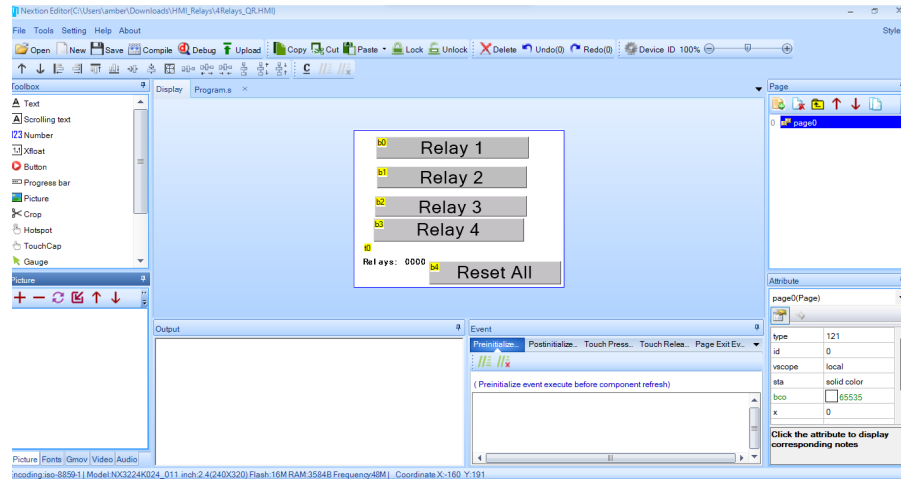 Nextion Editor(C:\Users\amber\Downloads\HMI_Relays\4Relays_QR.HMI)
File Tools Setting Help About
Style
Open New Save Compile Debug Upload Copy Cut Paste Lock Unlock Delete Undo(0) Redo(0) Device ID 100%
Toolbox
Display Program.s
Page
A Text
A Scrolling text
123 Number
1.1 Xfloat
Button
Progress bar
Picture
Crop
Hotspot
TouchCap
Gauge
0 page0
b0 Relay 1
b1 Relay 2
b2 Relay 3
b3 Relay 4
t0
Relays: 0000
b4 Reset All
Picture
Picture Fonts Gmov Video Audio
Output
Event
Preinitialize.. Postinitialize.. Touch Press.. Touch Relea.. Page Exit Ev..
( Preinitialize event execute before component refresh)
Attribute
page0(Page)
type 121
id 0
vscope local
sta solid color
bco 65535
x 0
Click the attribute to display
corresponding notes
ncoding:iso-8859-1 | Model:NX3224K024_011 inch:2.4(240X320) Flash:16M RAM:3584B Frequency48M | Coordinate X:-160 Y:191